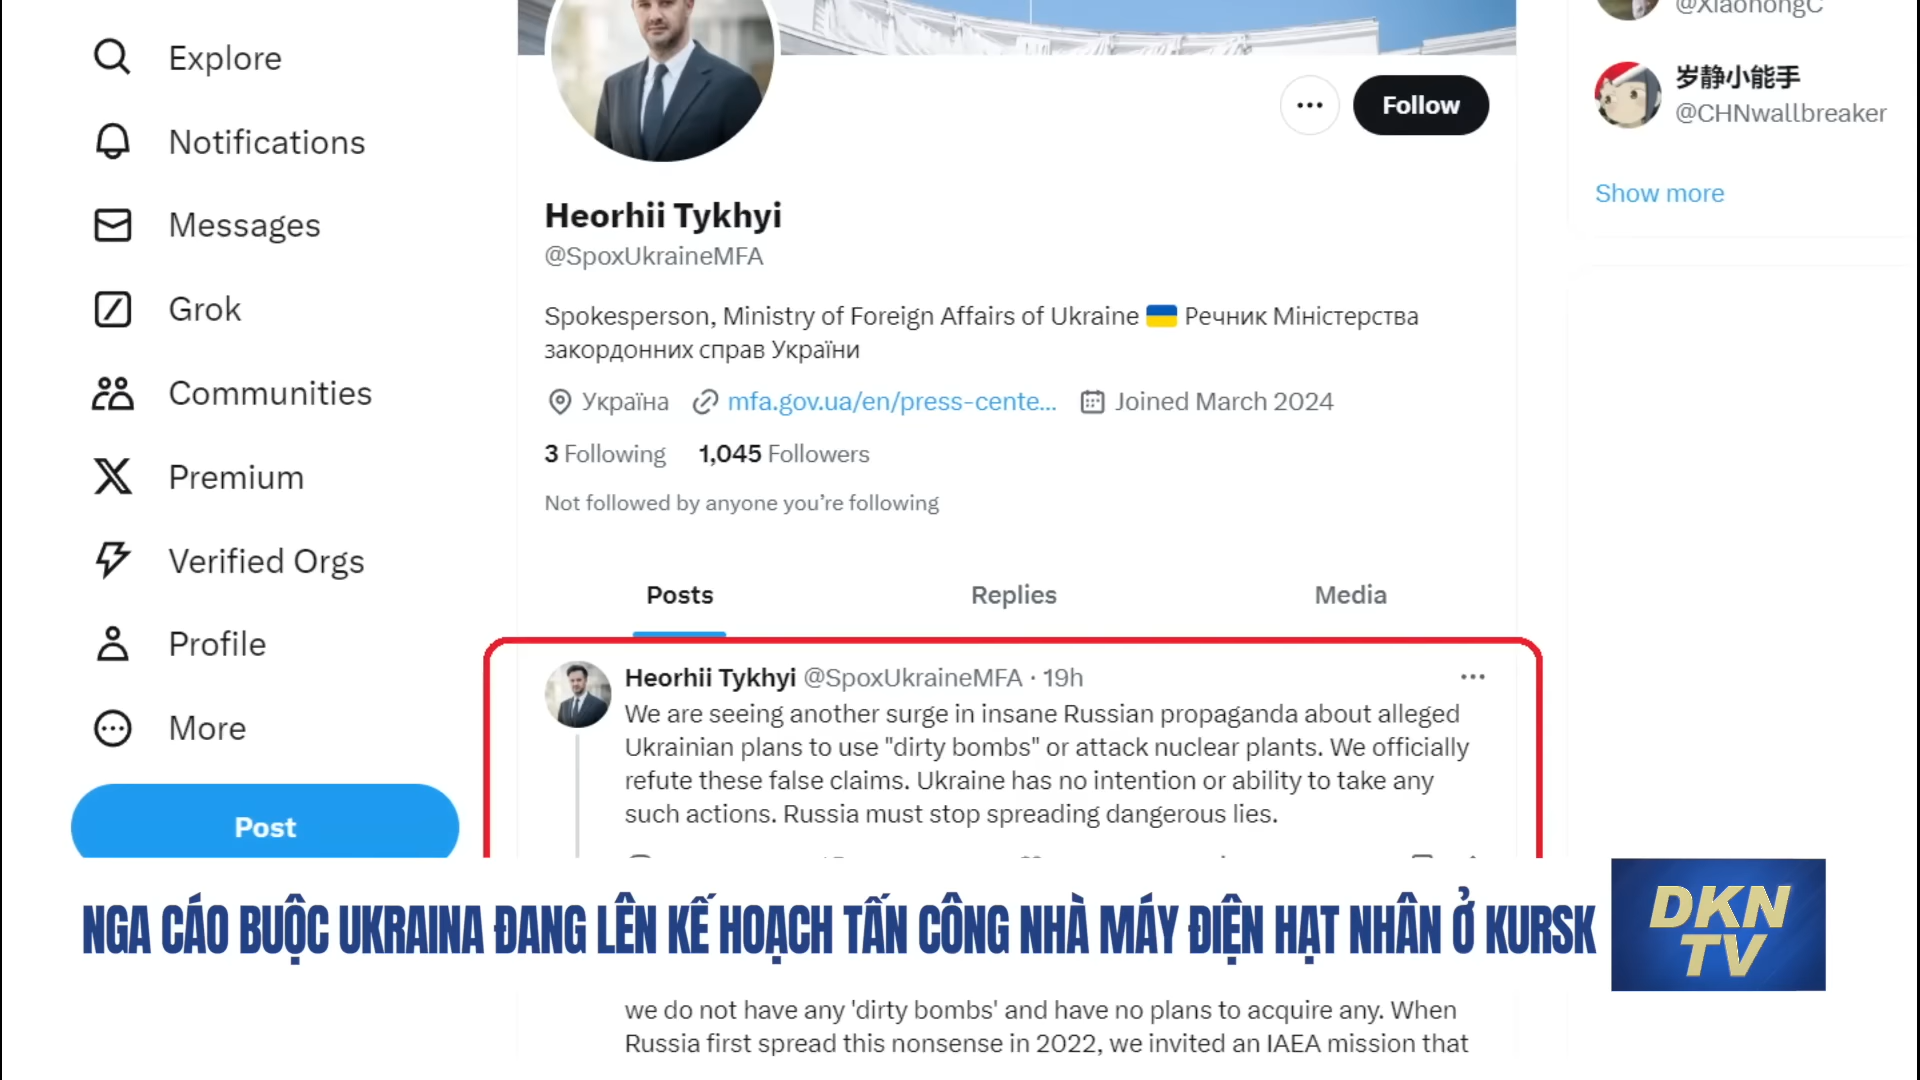 Explore
Notifications
Messages
Grok
Communities
Premium
Verified Orgs
Profile
More
Post
Follow
Heorhii Tykhyi
@SpoxUkraineMFA
Spokesperson, Ministry of Foreign Affairs of Ukraine 🇺🇦 Речник Міністерства
закордонних справ України
Україна mfa.gov.ua/en/press-cente... Joined March 2024
3 Following 1,045 Followers
Not followed by anyone you're following
Posts Replies Media
Heorhii Tykhyi @SpoxUkraineMFA · 19h
We are seeing another surge in insane Russian propaganda about alleged
Ukrainian plans to use "dirty bombs" or attack nuclear plants. We officially
refute these false claims. Ukraine has no intention or ability to take any
such actions. Russia must stop spreading dangerous lies.
NGA CÁO BUỘC UKRAINA ĐANG LÊN KẾ HOẠCH TẤN CÔNG NHÀ MÁY ĐIỆN HẠT NHÂN Ở KURSK
DKN
TV
we do not have any 'dirty bombs' and have no plans to acquire any. When
Russia first spread this nonsense in 2022, we invited an IAEA mission that
@XiaohongC
岁静小能手
@CHNwallbreaker
Show more